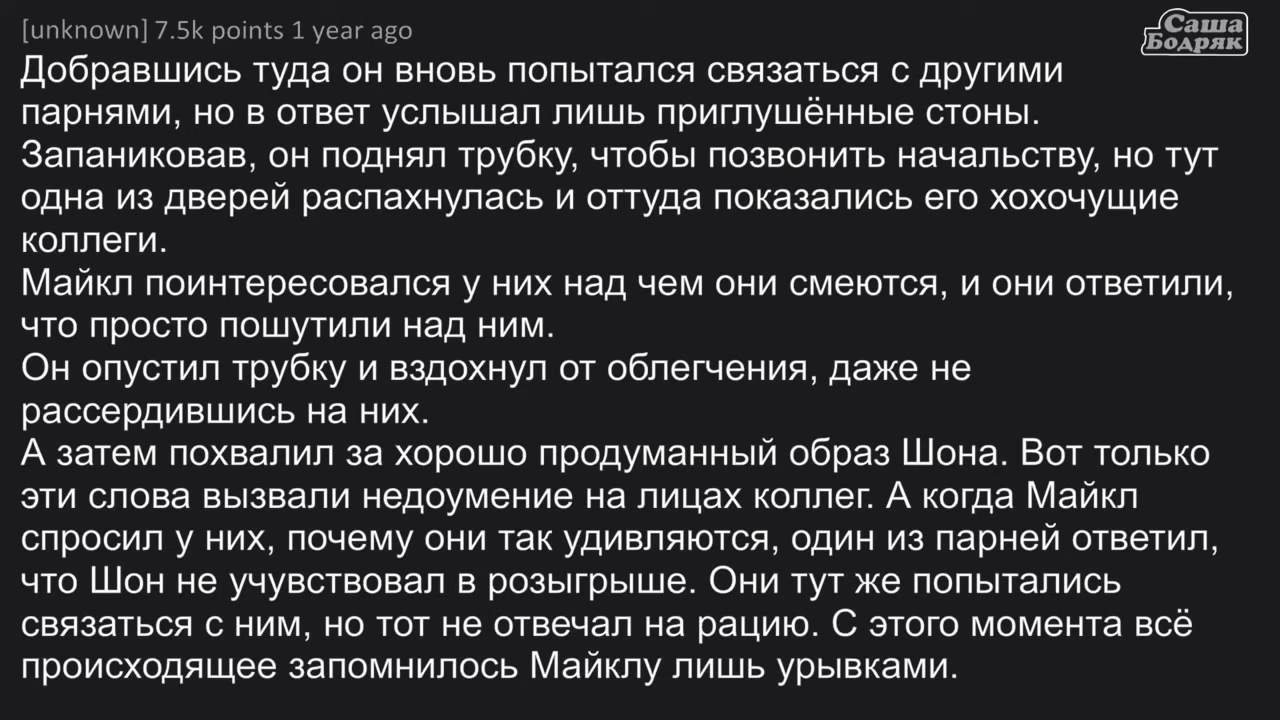 [unknown] 7.5k points 1 year ago
Саша
Бодряк
Добравшись туда он вновь попытался связаться с другими
парнями, но в ответ услышал лишь приглушённые стоны.
Запаниковав, он поднял трубку, чтобы позвонить начальству, но тут
одна из дверей распахнулась и оттуда показались его хохочущие
коллеги.
Майкл поинтересовался у них над чем они смеются, и они ответили,
что просто пошутили над ним.
Он опустил трубку и вздохнул от облегчения, даже не
рассердившись на них.
А затем похвалил за хорошо продуманный образ Шона. Вот только
эти слова вызвали недоумение на лицах коллег. А когда Майкл
спросил у них, почему они так удивляются, один из парней ответил,
что Шон не учувствовал в розыгрыше. Они тут же попытались
связаться с ним, но тот не отвечал на рацию. С этого момента всё
происходящее запомнилось Майклу лишь урывками.